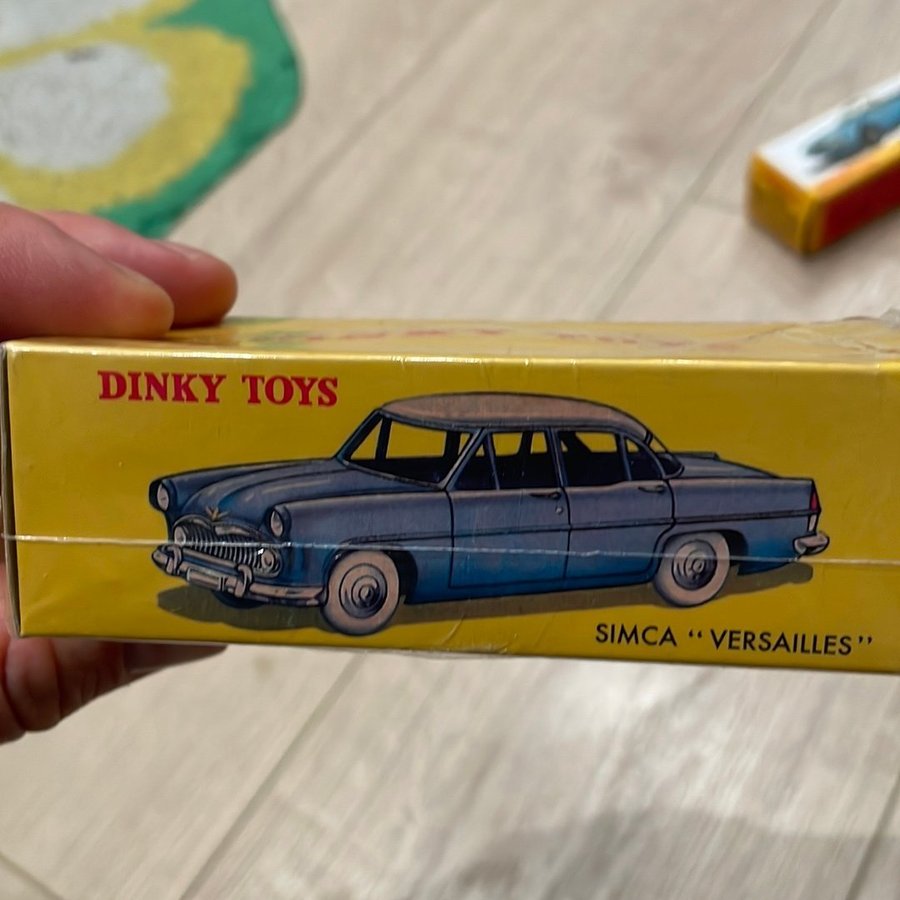 DINKY TOYS
SIMCA “ VERSAILLES ”